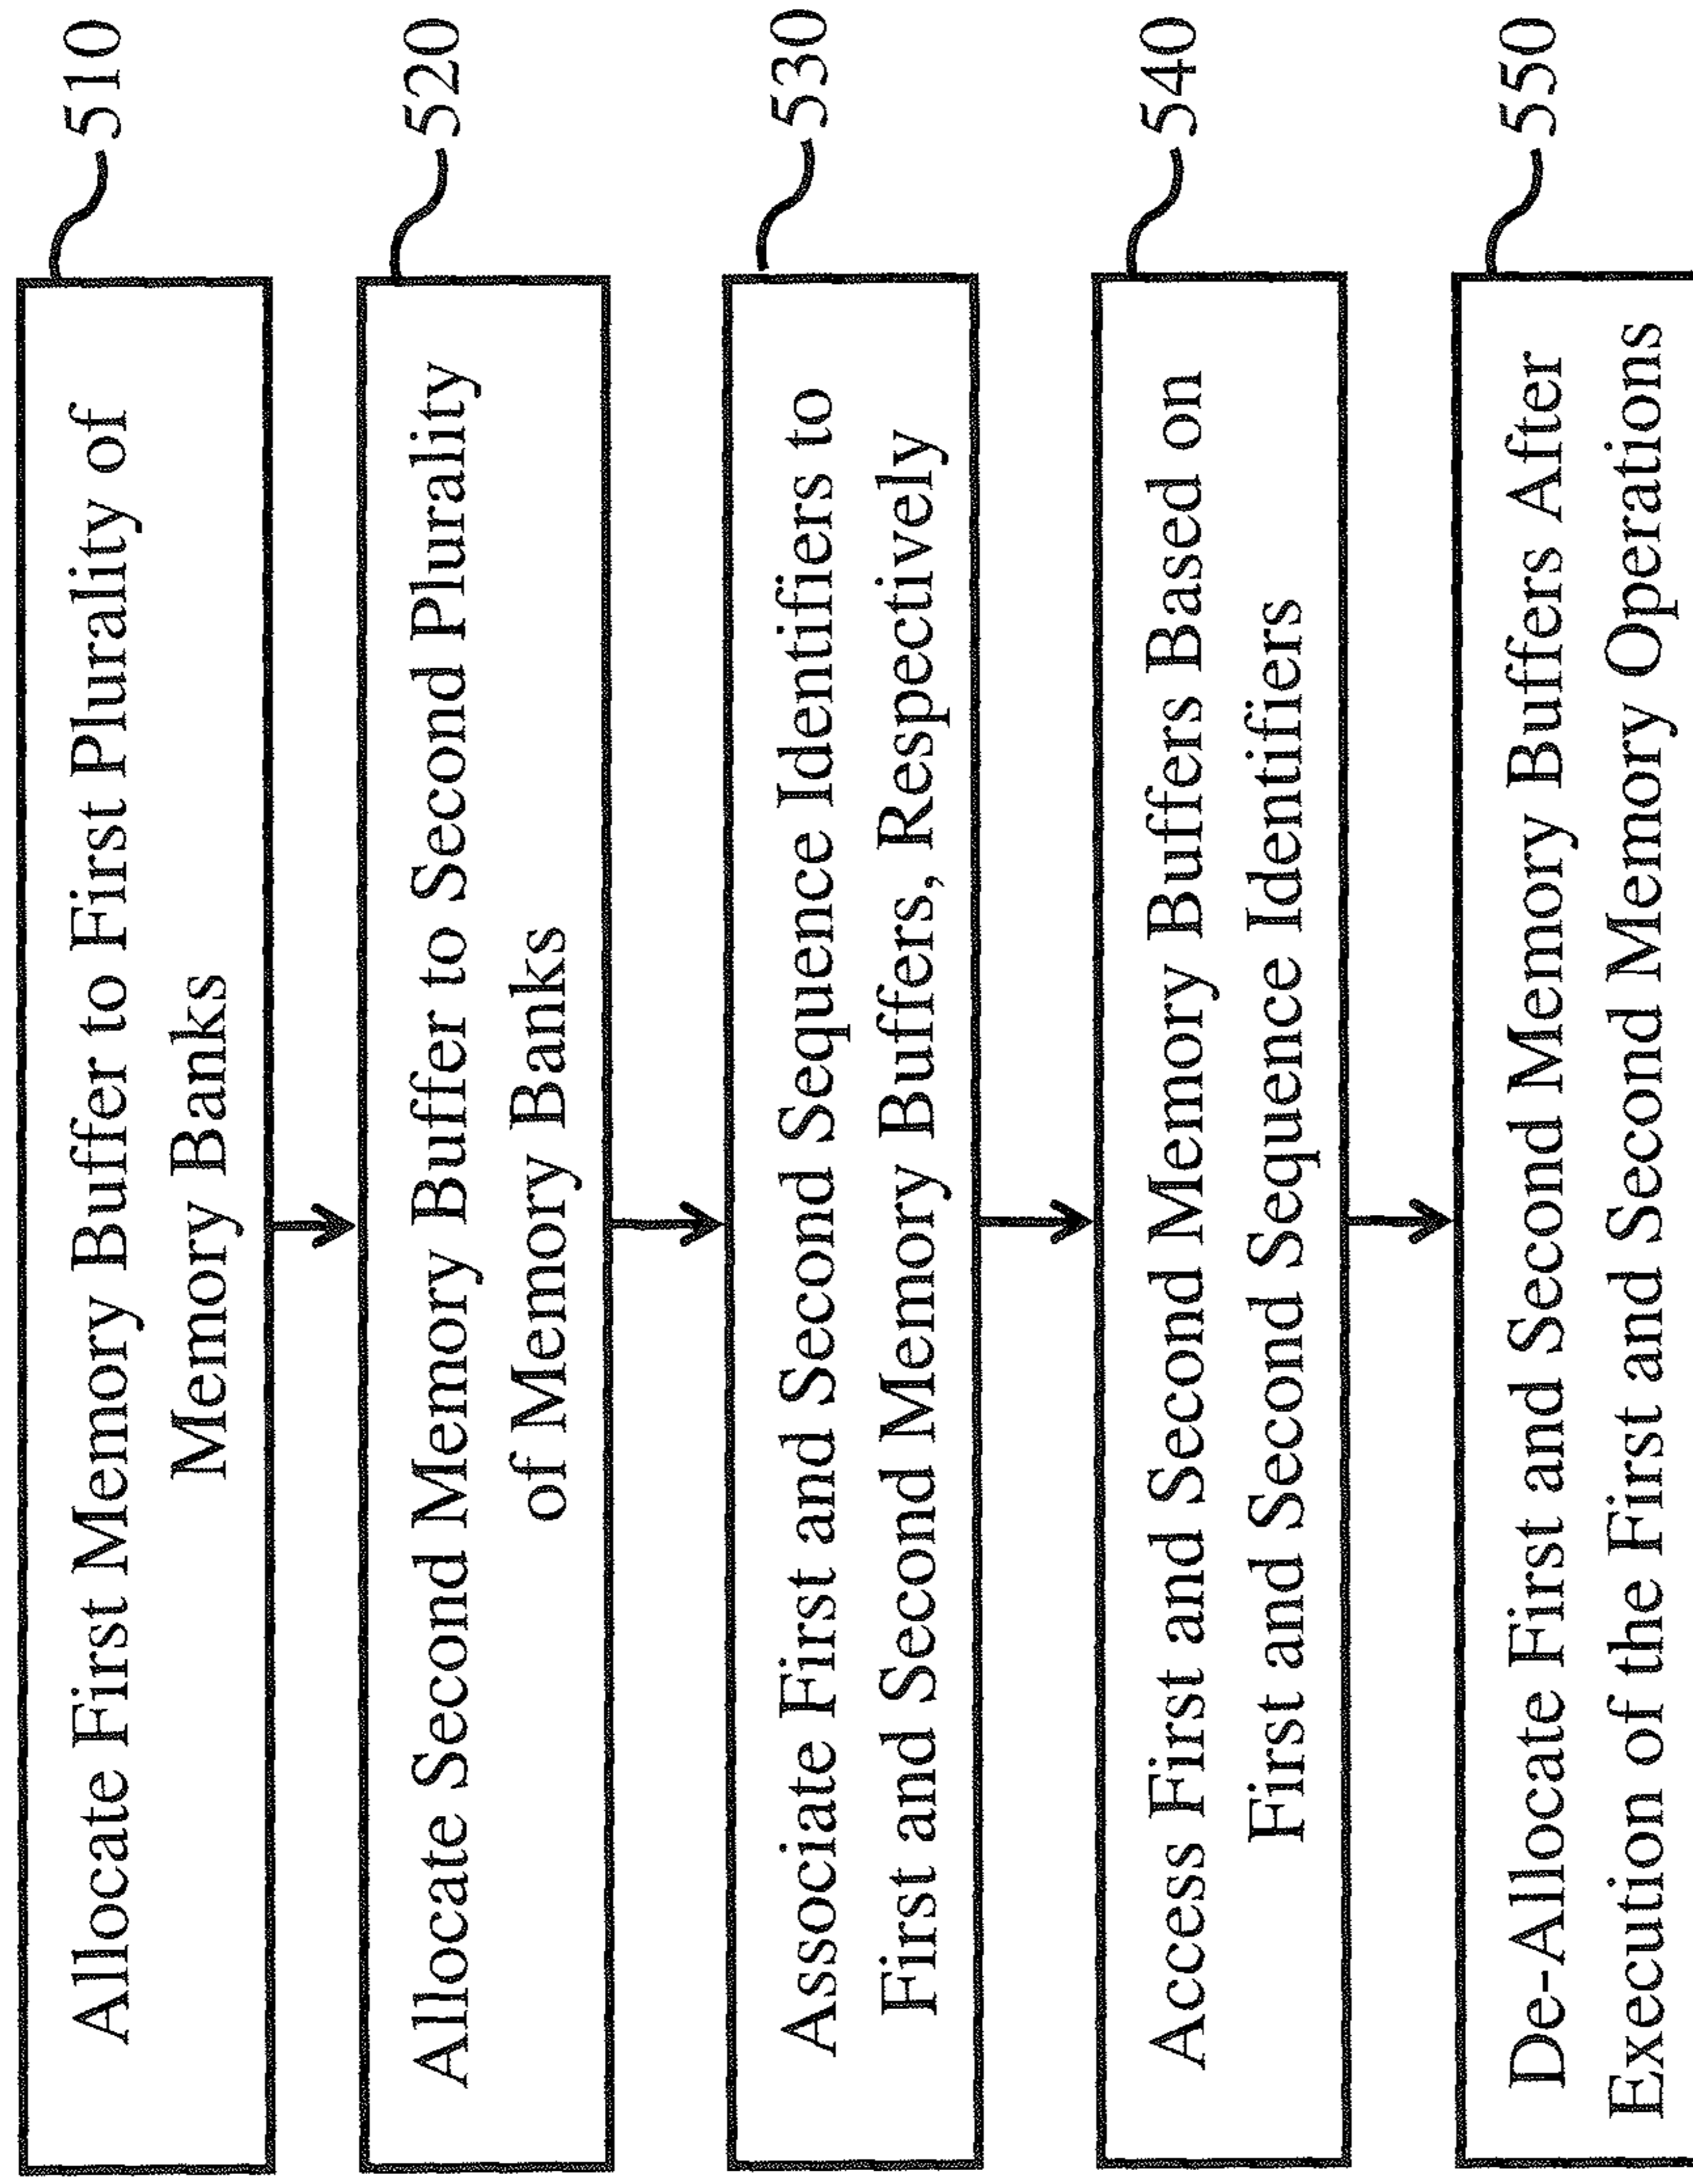 Allocate First Memory Buffer to First Plurality of
Memory Banks
510
Allocate Second Memory Buffer to Second Plurality
of Memory Banks
520
Associate First and Second Sequence Identifiers to
First and Second Memory Buffers, Respectively
530
Access First and Second Memory Buffers Based on
First and Second Sequence Identifiers
540
De-Allocate First and Second Memory Buffers After
Execution of the First and Second Memory Operations
550